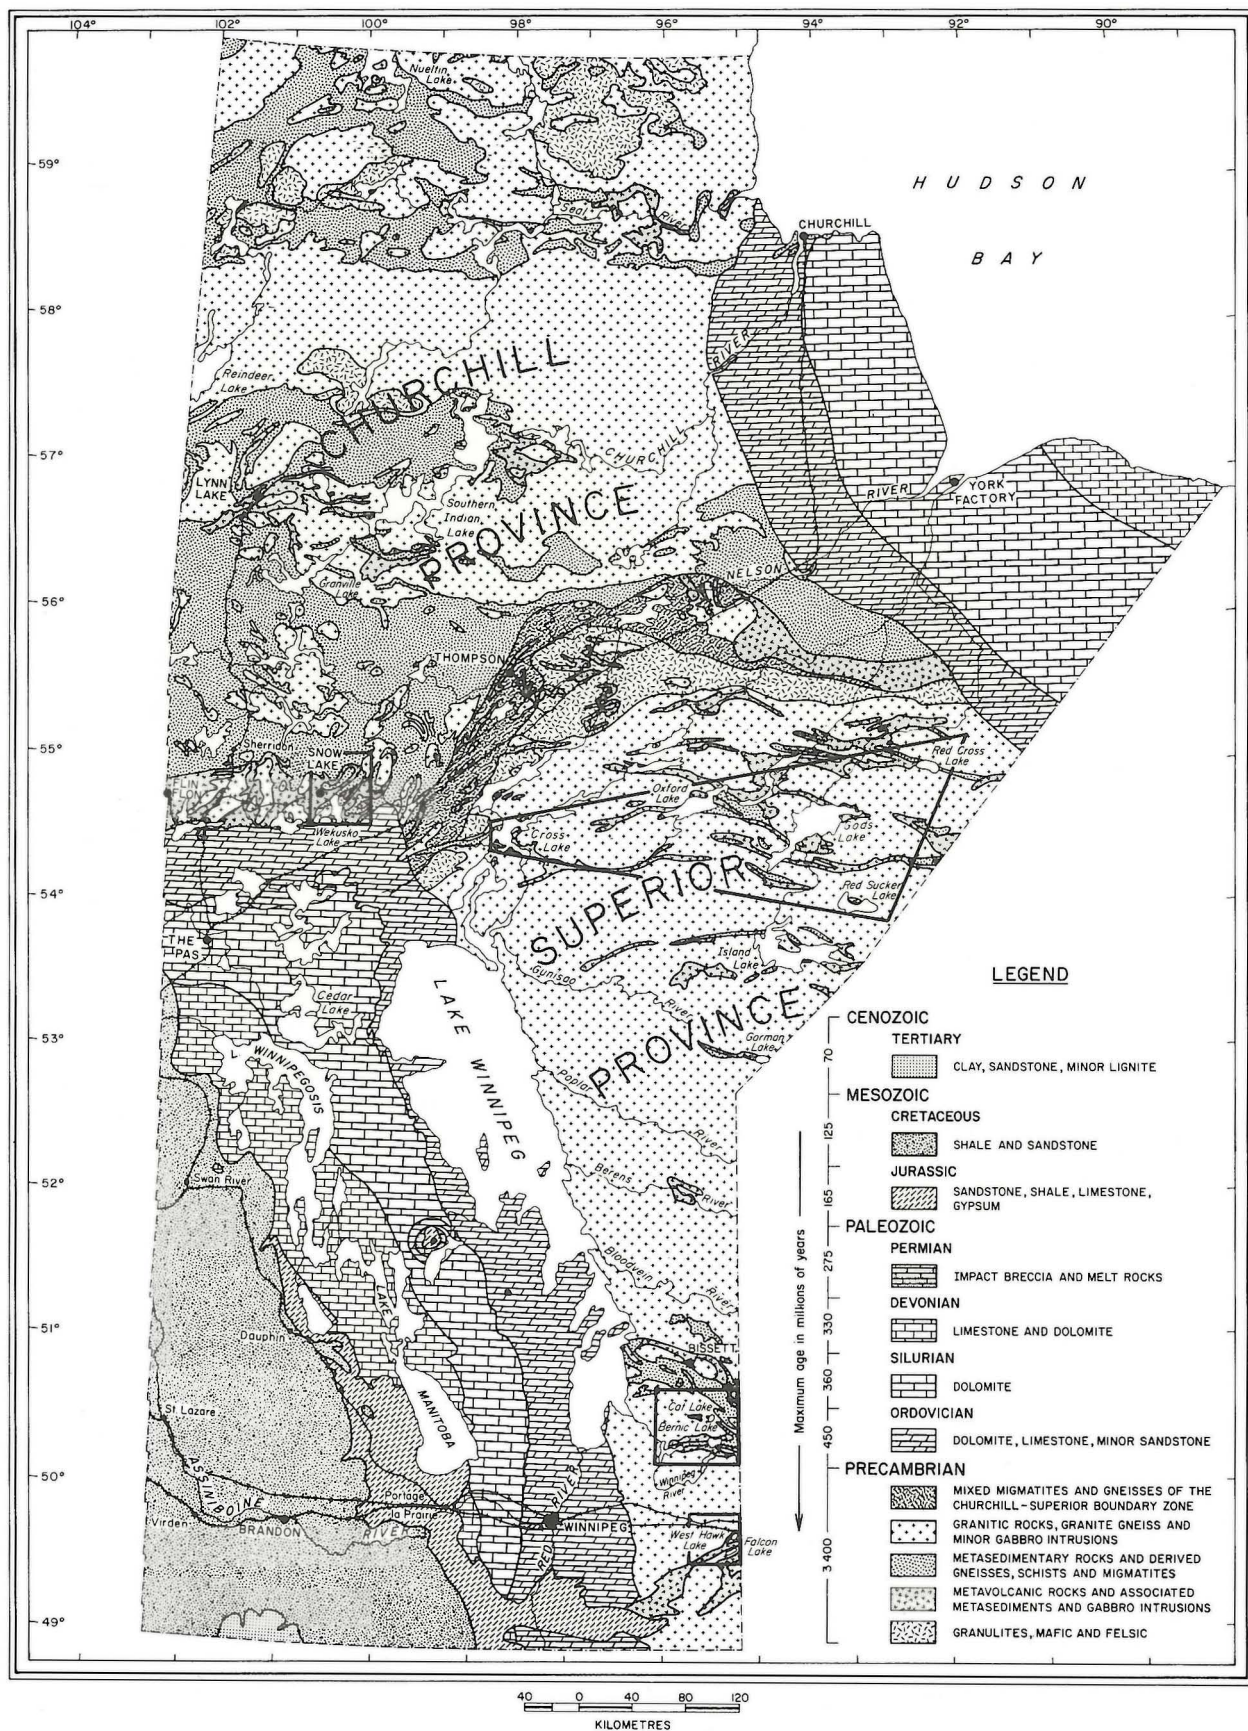 104° 102° 100° 98° 96° 94° 92° 90°
Nueltin
Lake
59°
HUDSON
BAY
Seal
River
CHURCHILL
58°
RIVER
Reindeer
Lake
CHURCHILL
57°
CHURCHILL
LYNN
LAKE
YORK
FACTORY
RIVER
Southern
Indian
Lake
PROVINCE
Granville
Lake
NELSON
56°
THOMPSON
55°
Sherridon
SNOW
LAKE
Red Cross
Lake
FLIN
FLON
Oxford
Lake
Wekusko
Lake
Cross
Lake
Gods
Lake
54°
Red Sucker
Lake
SUPERIOR
THE
PAS
Island
Lake
Gunisao
River
Cedar
Lake
LAKE WINNIPEG
PROVINCE
53°
Gorman
Lake
WINNIPEGOSIS
Poplar
River
52°
Swan River
Berens
River
Bloodvein
River
51°
Dauphin
LAKE
MANITOBA
BISSETT
Cat Lake
Bernic Lake
St. Lazare
50°
Winnipeg
River
ASSINIBOINE
RIVER
Portage
la Prairie
Virden
BRANDON
WINNIPEG
RED
RIVER
West Hawk
Lake
Falcon
Lake
49°
LEGEND
CENOZOIC
TERTIARY
CLAY, SANDSTONE, MINOR LIGNITE
70
MESOZOIC
CRETACEOUS
SHALE AND SANDSTONE
125
JURASSIC
SANDSTONE, SHALE, LIMESTONE,
GYPSUM
165
PALEOZOIC
PERMIAN
IMPACT BRECCIA AND MELT ROCKS
275
DEVONIAN
LIMESTONE AND DOLOMITE
330
SILURIAN
DOLOMITE
360
ORDOVICIAN
DOLOMITE, LIMESTONE, MINOR SANDSTONE
450
PRECAMBRIAN
MIXED MIGMATITES AND GNEISSES OF THE
CHURCHILL-SUPERIOR BOUNDARY ZONE
GRANITIC ROCKS, GRANITE GNEISS AND
MINOR GABBRO INTRUSIONS
METASEDIMENTARY ROCKS AND DERIVED
GNEISSES, SCHISTS AND MIGMATITES
METAVOLCANIC ROCKS AND ASSOCIATED
METASEDIMENTS AND GABBRO INTRUSIONS
GRANULITES, MAFIC AND FELSIC
3400
Maximum age in millions of years
40 0 40 80 120
KILOMETRES